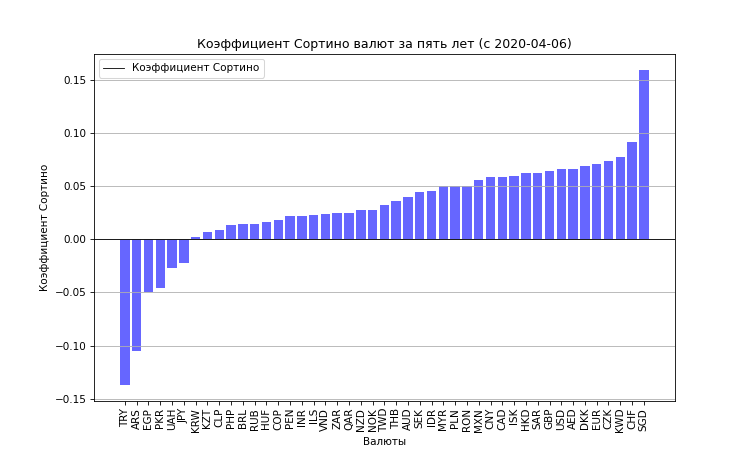 Коэффициент Сортино валют за пять лет (с 2020-04-06)
Коэффициент Сортино
0.15
0.10
0.05
0.00
−0.05
−0.10
−0.15
Коэффициент Сортино
TRY
ARS
EGP
PKR
UAH
JPY
KRW
KZT
CLP
PHP
BRL
RUB
HUF
COP
PEN
INR
ILS
VND
ZAR
QAR
NZD
NOK
TWD
THB
AUD
SEK
IDR
MYR
PLN
RON
MXN
CNY
CAD
ISK
HKD
SAR
GBP
USD
AED
DKK
EUR
CZK
KWD
CHF
SGD
Валюты